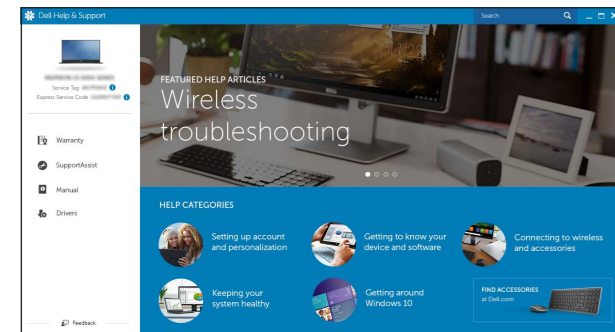 Dell Help & Support
Search
Service Tag
Express Service Code
Warranty
SupportAssist
Manual
Drivers
Feedback
FEATURED HELP ARTICLES
Wireless
troubleshooting
HELP CATEGORIES
Setting up account
and personalization
Getting to know your
device and software
Connecting to wireless
and accessories
Keeping your
system healthy
Getting around
Windows 10
FIND ACCESSORIES
at Dell.com